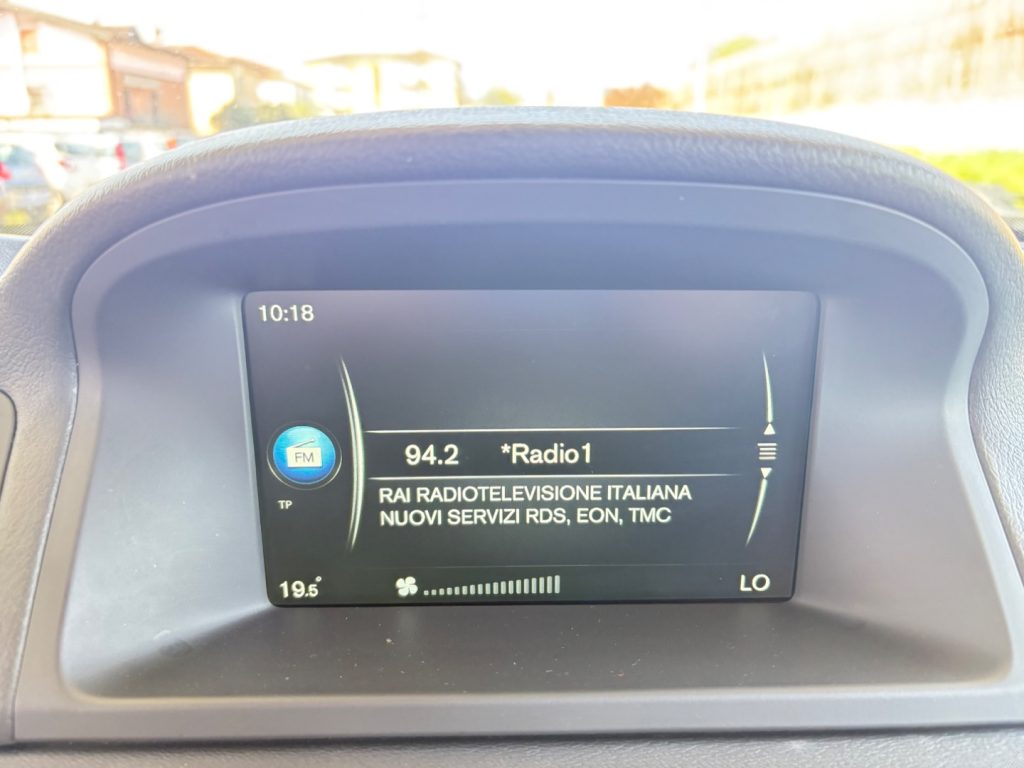 10:18
FM
94.2 *Radio1
TP
RAI RADIOTELEVISIONE ITALIANA
NUOVI SERVIZI RDS, EON, TMC
19.5° LO